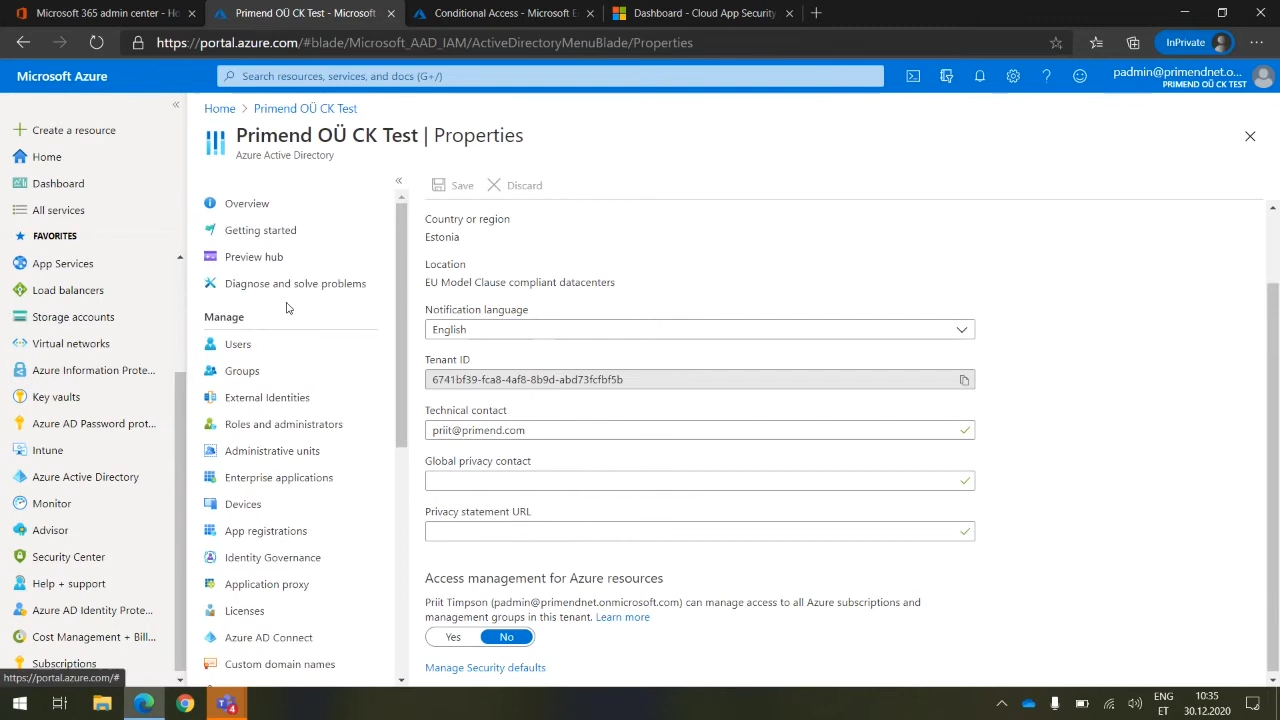 Microsoft 365 admin center - Ho
Primend OÜ CK Test - Microsoft
Conditional Access - Microsoft E
Dashboard - Cloud App Security
https://portal.azure.com/#blade/Microsoft_AAD_IAM/ActiveDirectoryMenuBlade/Properties
InPrivate
Microsoft Azure
Search resources, services, and docs (G+/)
padmin@primendnet.o...
PRIMEND OÜ CK TEST
Create a resource
Home
Dashboard
All services
FAVORITES
App Services
Load balancers
Storage accounts
Virtual networks
Azure Information Prote...
Key vaults
Azure AD Password prot...
Intune
Azure Active Directory
Monitor
Advisor
Security Center
Help + support
Azure AD Identity Prote...
Cost Management + Bill...
Subscriptions
https://portal.azure.com/#
Home > Primend OÜ CK Test
Primend OÜ CK Test | Properties
Azure Active Directory
Overview
Getting started
Preview hub
Diagnose and solve problems
Manage
Users
Groups
External Identities
Roles and administrators
Administrative units
Enterprise applications
Devices
App registrations
Identity Governance
Application proxy
Licenses
Azure AD Connect
Custom domain names
Save Discard
Country or region
Estonia
Location
EU Model Clause compliant datacenters
Notification language
English
Tenant ID
6741bf39-fca8-4af8-8b9d-abd73fcfbf5b
Technical contact
priit@primend.com
Global privacy contact
Privacy statement URL
Access management for Azure resources
Priit Timpson (padmin@primendnet.onmicrosoft.com) can manage access to all Azure subscriptions and
management groups in this tenant. Learn more
Yes No
Manage Security defaults
4
ENG
ET
10:35
30.12.2020